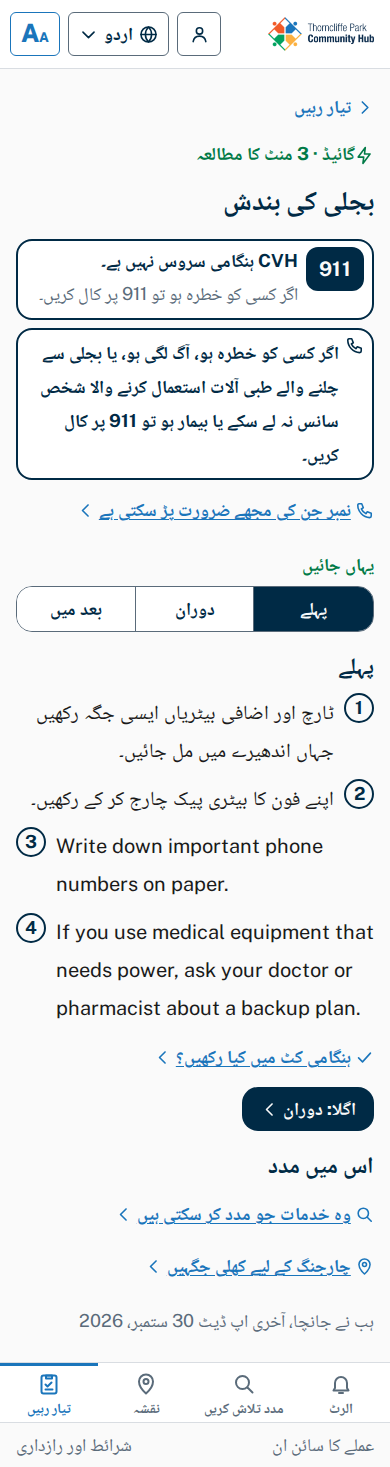 Thorncliffe Park
Community Hub
اردو
AA
تیار رہیں
گائیڈ · 3 منٹ کا مطالعہ
بجلی کی بندش
911
CVH ہنگامی سروس نہیں ہے۔
اگر کسی کو خطرہ ہو تو 911 پر کال کریں۔
اگر کسی کو خطرہ ہو، آگ لگی ہو، یا بجلی سے
چلنے والے طبی آلات استعمال کرنے والا شخص
سانس نہ لے سکے یا بیمار ہو تو 911 پر کال
کریں۔
نمبر جن کی مجھے ضرورت پڑ سکتی ہے
یہاں جائیں
پہلے
دوران
بعد میں
پہلے
1 ٹارچ اور اضافی بیٹریاں ایسی جگہ رکھیں
جہاں اندھیرے میں مل جائیں۔
2 اپنے فون کا بیٹری پیک چارج کر کے رکھیں۔
3 Write down important phone
numbers on paper.
4 If you use medical equipment that
needs power, ask your doctor or
pharmacist about a backup plan.
ہنگامی کٹ میں کیا رکھیں؟
اگلا: دوران
اس میں مدد
وہ خدمات جو مدد کر سکتی ہیں
چارجنگ کے لیے کھلی جگہیں
ہب نے جانچا، آخری اپ ڈیٹ 30 ستمبر، 2026
الرٹ
مدد تلاش کریں
نقشہ
تیار رہیں
عملے کا سائن ان
شرائط اور رازداری